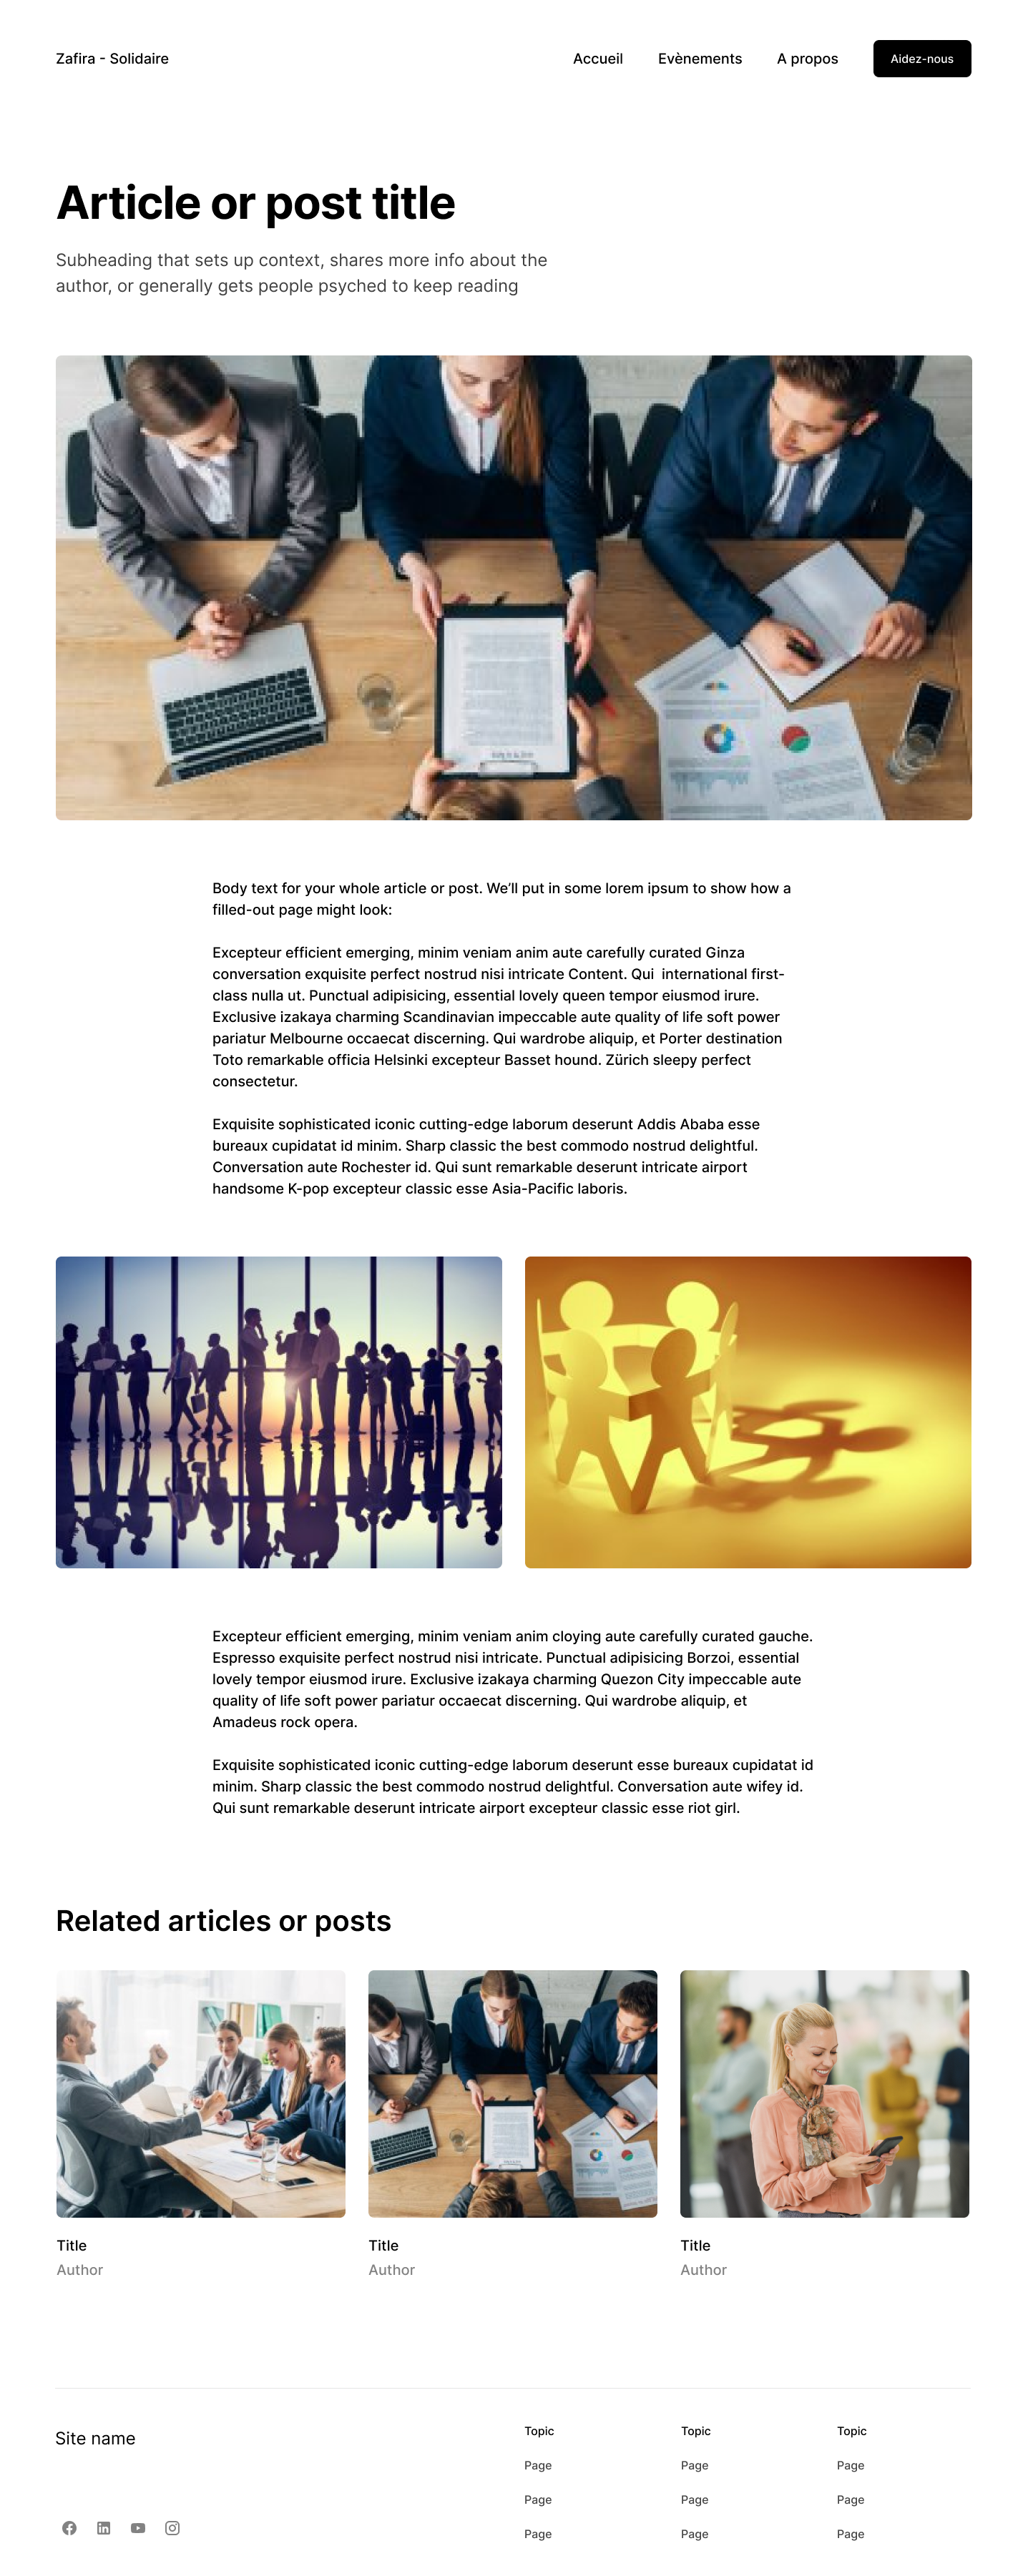 Zafira - Solidaire
Accueil
Evènements
A propos
Aidez-nous
Article or post title
Subheading that sets up context, shares more info about the
author, or generally gets people psyched to keep reading
Body text for your whole article or post. We’ll put in some lorem ipsum to show how a
filled-out page might look:
Excepteur efficient emerging, minim veniam anim aute carefully curated Ginza
conversation exquisite perfect nostrud nisi intricate Content. Qui  international first-
class nulla ut. Punctual adipisicing, essential lovely queen tempor eiusmod irure.
Exclusive izakaya charming Scandinavian impeccable aute quality of life soft power
pariatur Melbourne occaecat discerning. Qui wardrobe aliquip, et Porter destination
Toto remarkable officia Helsinki excepteur Basset hound. Zürich sleepy perfect
consectetur.
Exquisite sophisticated iconic cutting-edge laborum deserunt Addis Ababa esse
bureaux cupidatat id minim. Sharp classic the best commodo nostrud delightful.
Conversation aute Rochester id. Qui sunt remarkable deserunt intricate airport
handsome K-pop excepteur classic esse Asia-Pacific laboris.
Excepteur efficient emerging, minim veniam anim cloying aute carefully curated gauche.
Espresso exquisite perfect nostrud nisi intricate. Punctual adipisicing Borzoi, essential
lovely tempor eiusmod irure. Exclusive izakaya charming Quezon City impeccable aute
quality of life soft power pariatur occaecat discerning. Qui wardrobe aliquip, et
Amadeus rock opera.
Exquisite sophisticated iconic cutting-edge laborum deserunt esse bureaux cupidatat id
minim. Sharp classic the best commodo nostrud delightful. Conversation aute wifey id.
Qui sunt remarkable deserunt intricate airport excepteur classic esse riot girl.
Related articles or posts
Title
Author
Title
Author
Title
Author
Site name
Topic
Page
Page
Page
Topic
Page
Page
Page
Topic
Page
Page
Page